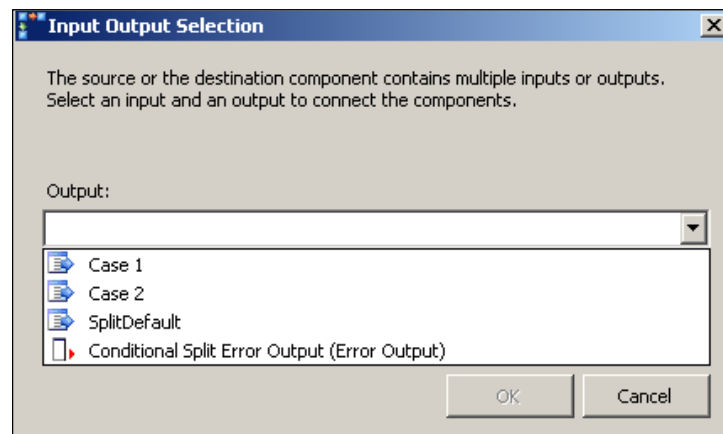 Input Output Selection
The source or the destination component contains multiple inputs or outputs.
Select an input and an output to connect the components.
Output:
Case 1
Case 2
SplitDefault
Conditional Split Error Output (Error Output)
OK
Cancel